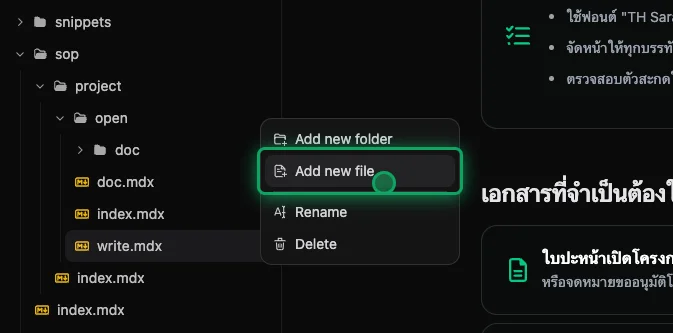 snippets
sop
project
open
doc
doc.mdx
index.mdx
write.mdx
index.mdx
index.mdx
Add new folder
Add new file
Rename
Delete
ใช้ฟอนต์ "TH Sara
จัดหน้าให้ทุกบรรทั
ตรวจสอบตัวสะกด
เอกสารที่จำเป็นต้อง
ใบปะหน้าเปิดโครงก
หรือจดหมายขออนุมัติ